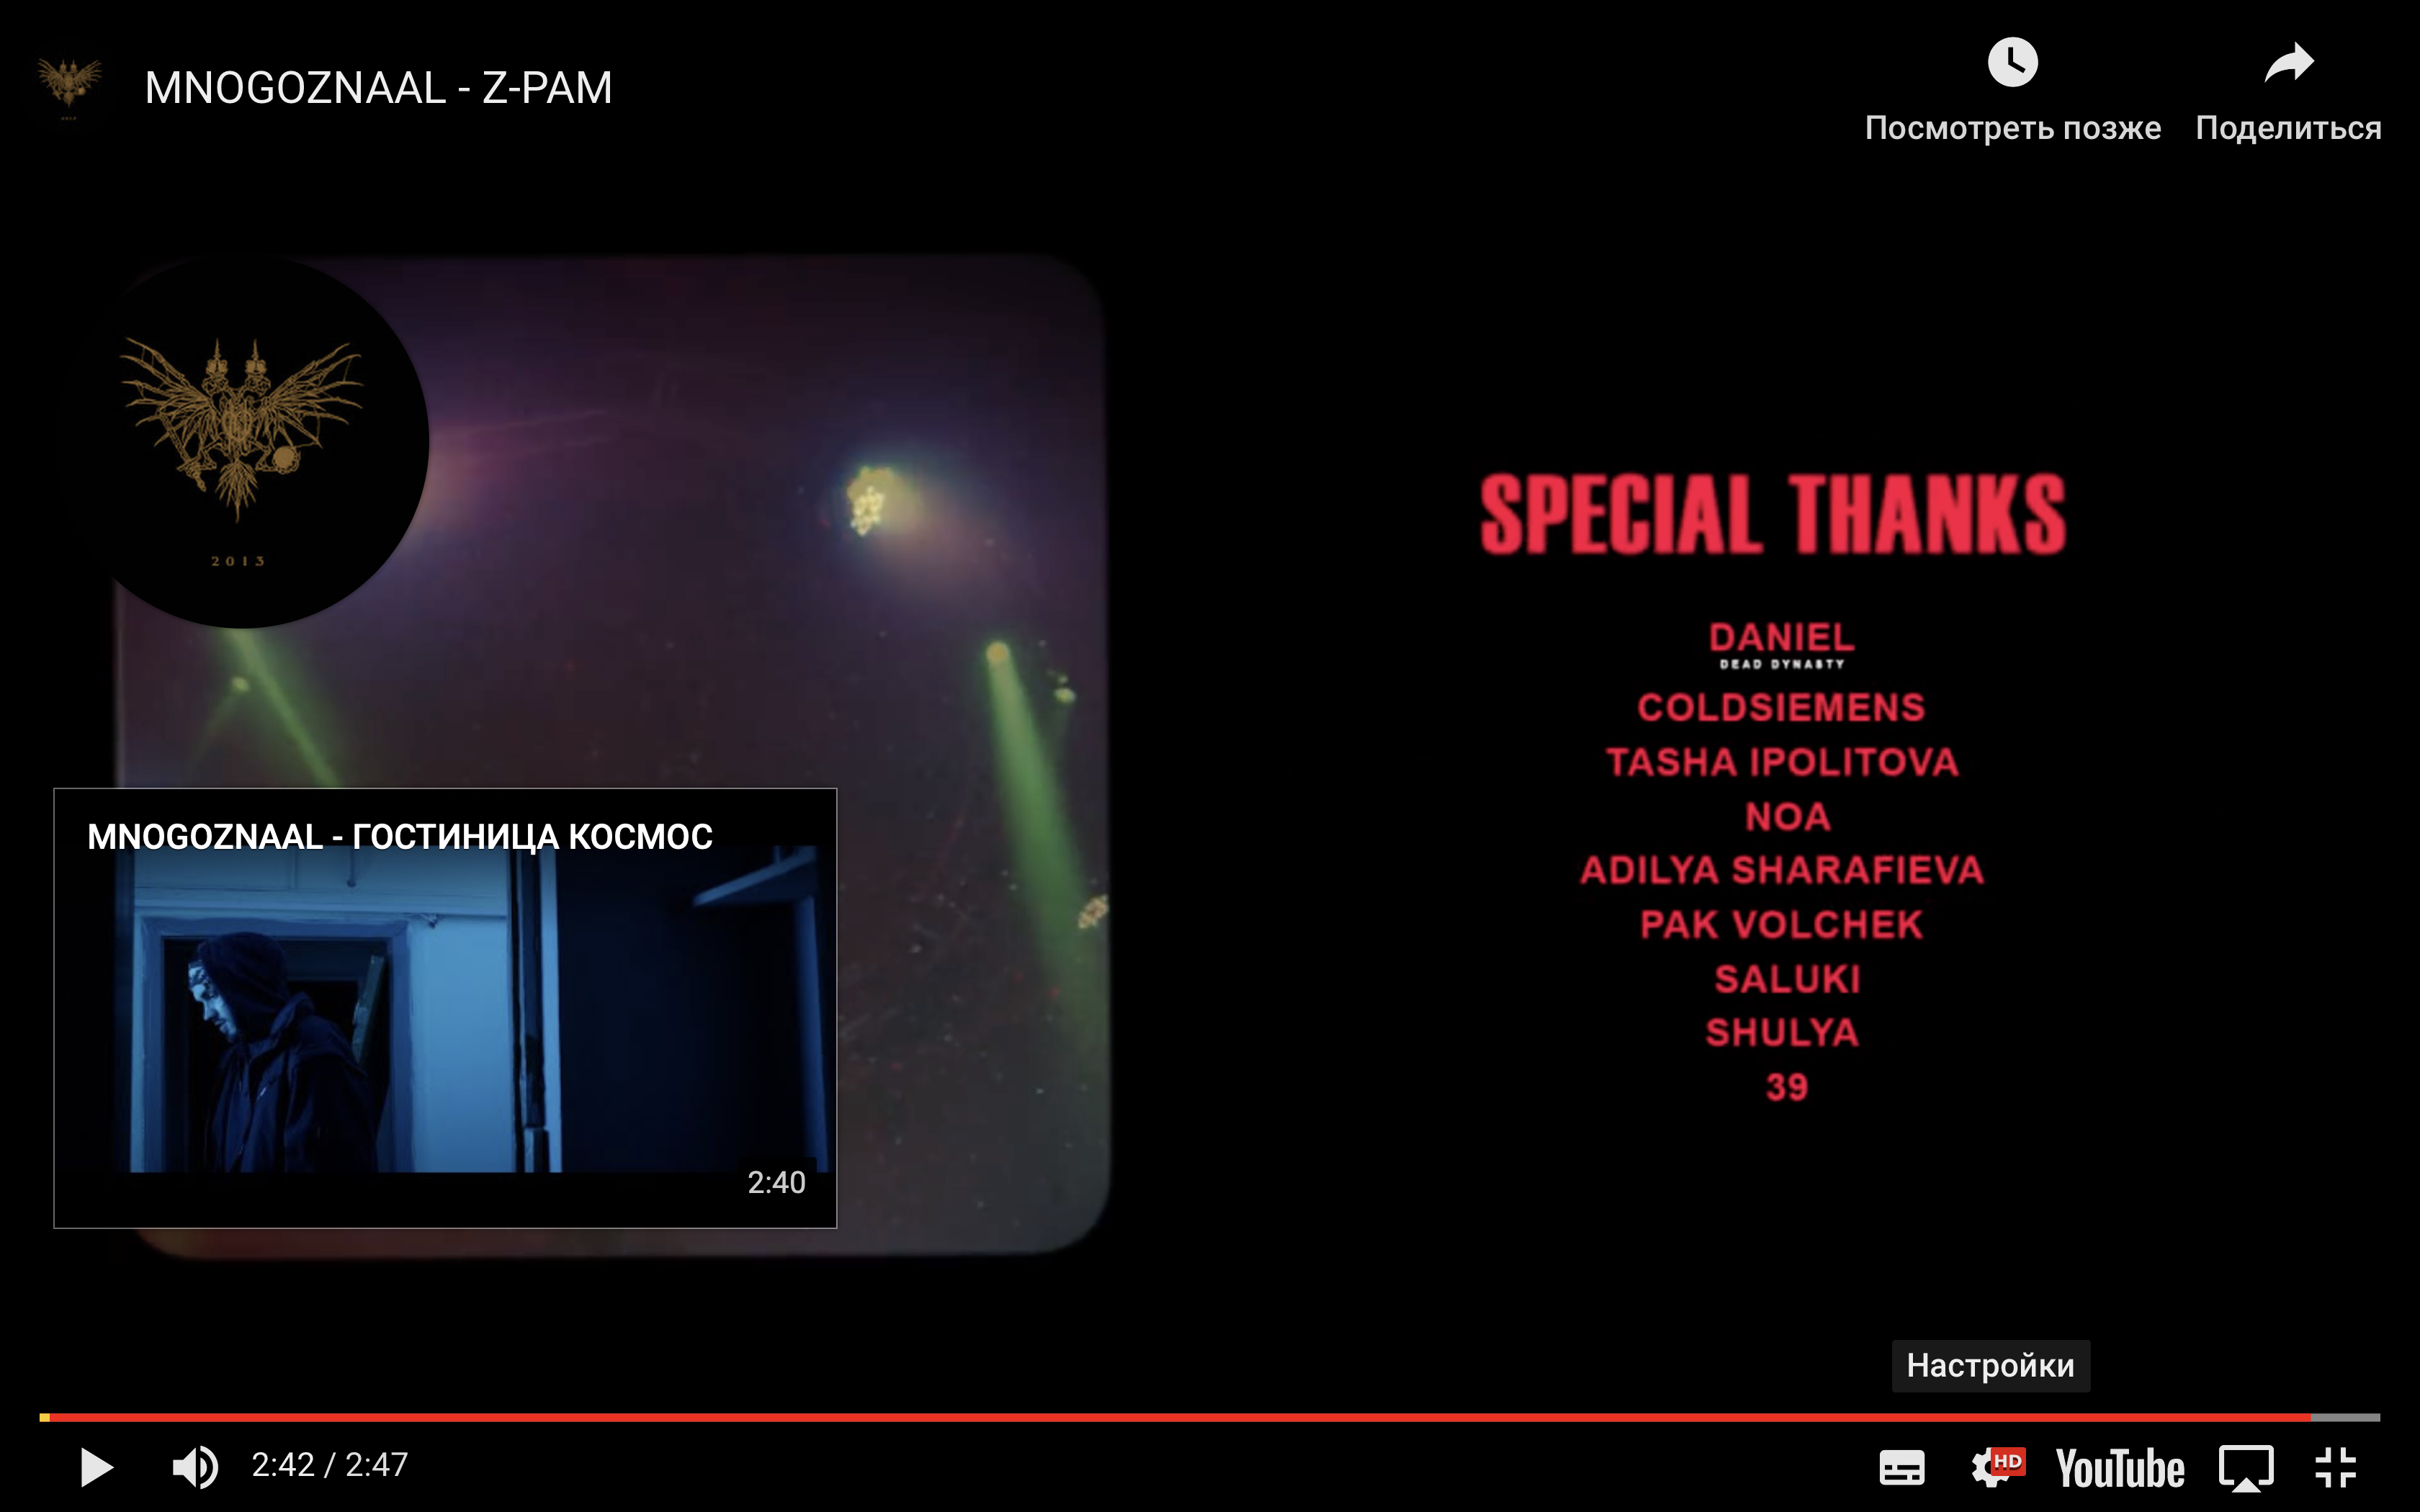 MNOGOZNAAL - Z-PAM
Посмотреть позже
Поделиться
2013
SPECIAL THANKS
DANIEL
DEAD DYNASTY
COLDSIEMENS
TASHA IPOLITOVA
NOA
ADILYA SHARAFIEVA
PAK VOLCHEK
SALUKI
SHULYA
39
MNOGOZNAAL - ГОСТИНИЦА КОСМОС
2:40
Настройки
2:42 / 2:47
HD
YouTube